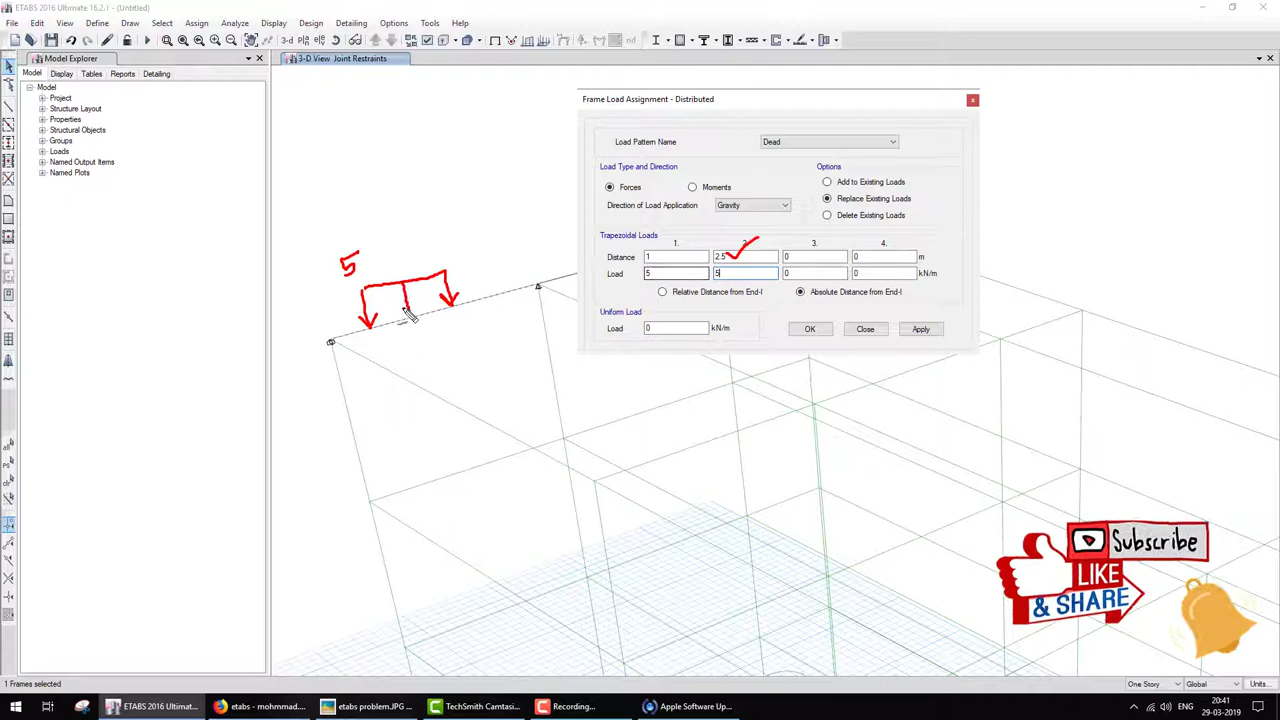 ETABS 2016 Ultimate 16.2.1 - (Untitled)
File Edit View Define Draw Select Assign Analyze Display Design Detailing Options Tools Help
3-d
nd
Model Explorer
3-D View Joint Restraints
Model Display Tables Reports Detailing
Model
Project
Structure Layout
Properties
Structural Objects
Groups
Loads
Named Output Items
Named Plots
all
ps
clr
Frame Load Assignment - Distributed
Load Pattern Name Dead
Load Type and Direction Options
Forces Moments Add to Existing Loads
Direction of Load Application Gravity Replace Existing Loads
Delete Existing Loads
Trapezoidal Loads
1. 2. 3. 4.
Distance 1 2.5 0 0 m
Load 5 5 0 0 kN/m
Relative Distance from End-I Absolute Distance from End-I
Uniform Load
Load 0 kN/m OK Close Apply
5
Subscribe
LIKE
& SHARE
1 Frames selected One Story Global Units...
ETABS 2016 Ultimat... etabs - mohmmad.... etabs problem.JPG ... TechSmith Camtasi... Recording... Apple Software Up... ENG 20:41
29-03-2019